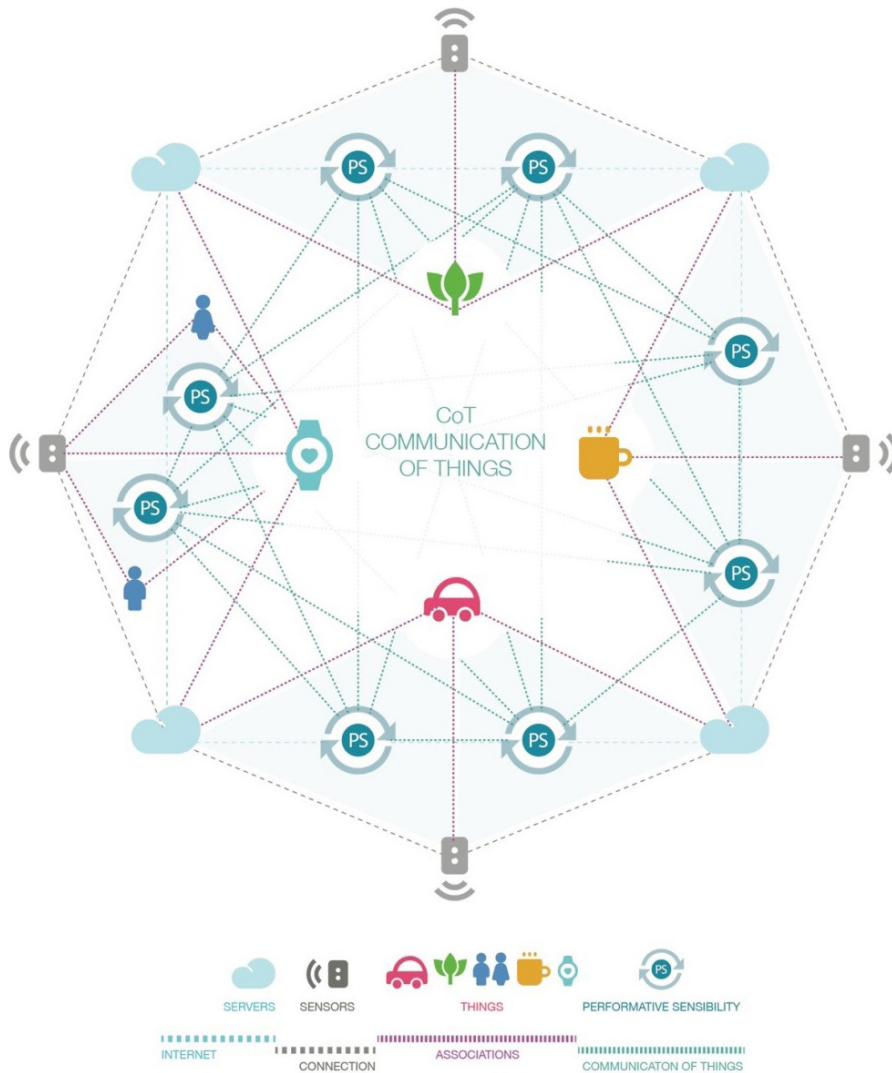 PS PS
PS
PS
CoT
COMMUNICATION
OF THINGS
PS
PS
PS PS
PS
SERVERS SENSORS THINGS PERFORMATIVE SENSIBILITY
INTERNET ASSOCIATIONS COMMUNICATON OF THINGS
CONNECTION